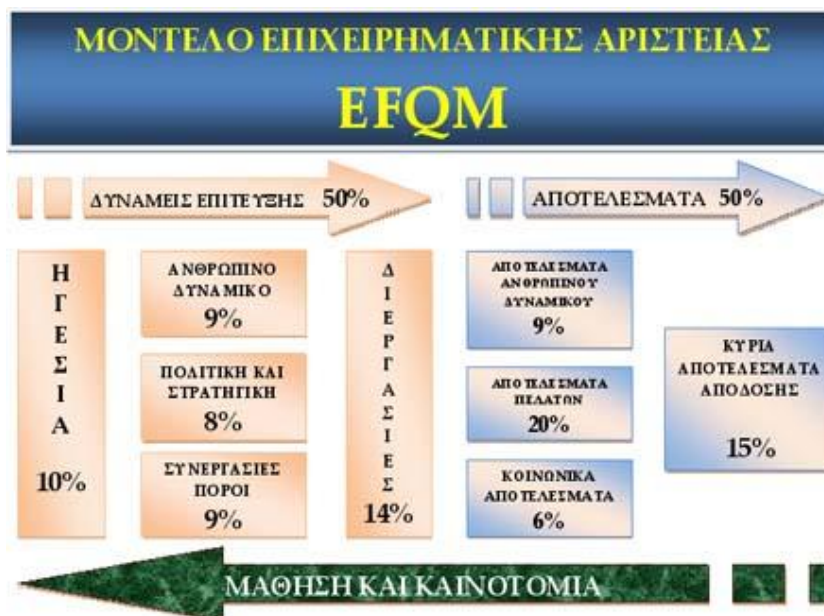 ΜΟΝΤΕΛΟ ΕΠΙΧΕΙΡΗΜΑΤΙΚΗΣ ΑΡΙΣΤΕΙΑΣ
EFQM
ΔΥΝΑΜΕΙΣ ΕΠΙΤΕΥΞΗΣ 50%
ΑΠΟΤΕΛΕΣΜΑΤΑ 50%
ΗΓΕΣΙΑ
10%
ΑΝΘΡΩΠΙΝΟ
ΔΥΝΑΜΙΚΟ
9%
ΠΟΛΙΤΙΚΗ ΚΑΙ
ΣΤΡΑΤΗΓΙΚΗ
8%
ΣΥΝΕΡΓΑΣΙΕΣ
ΠΟΡΟΙ
9%
ΔΙΕΡΓΑΣΙΕΣ
14%
ΑΠΟΤΕΛΕΣΜΑΤΑ
ΑΝΘΡΩΠΙΝΟΥ
ΔΥΝΑΜΙΚΟΥ
9%
ΑΠΟΤΕΛΕΣΜΑΤΑ
ΠΕΛΑΤΩΝ
20%
ΚΟΙΝΩΝΙΚΑ
ΑΠΟΤΕΛΕΣΜΑΤΑ
6%
ΚΥΡΙΑ
ΑΠΟΤΕΛΕΣΜΑΤΑ
ΑΠΟΔΟΣΗΣ
15%
ΜΑΘΗΣΗ ΚΑΙ ΚΑΙΝΟΤΟΜΙΑ